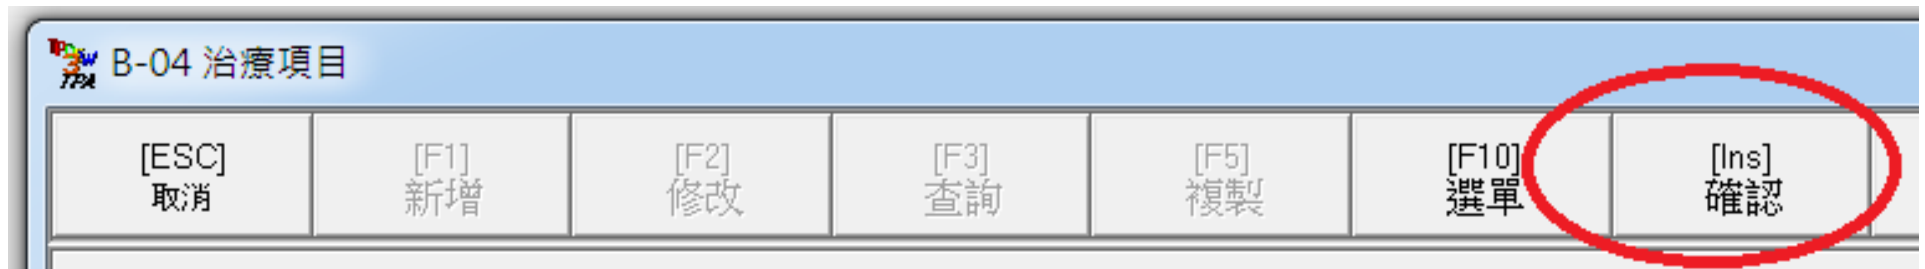 B-04 治療項目
[ESC] [F1] [F2] [F3] [F5] [F10] [Ins]
取消 新增 修改 查詢 複製 選單 確認